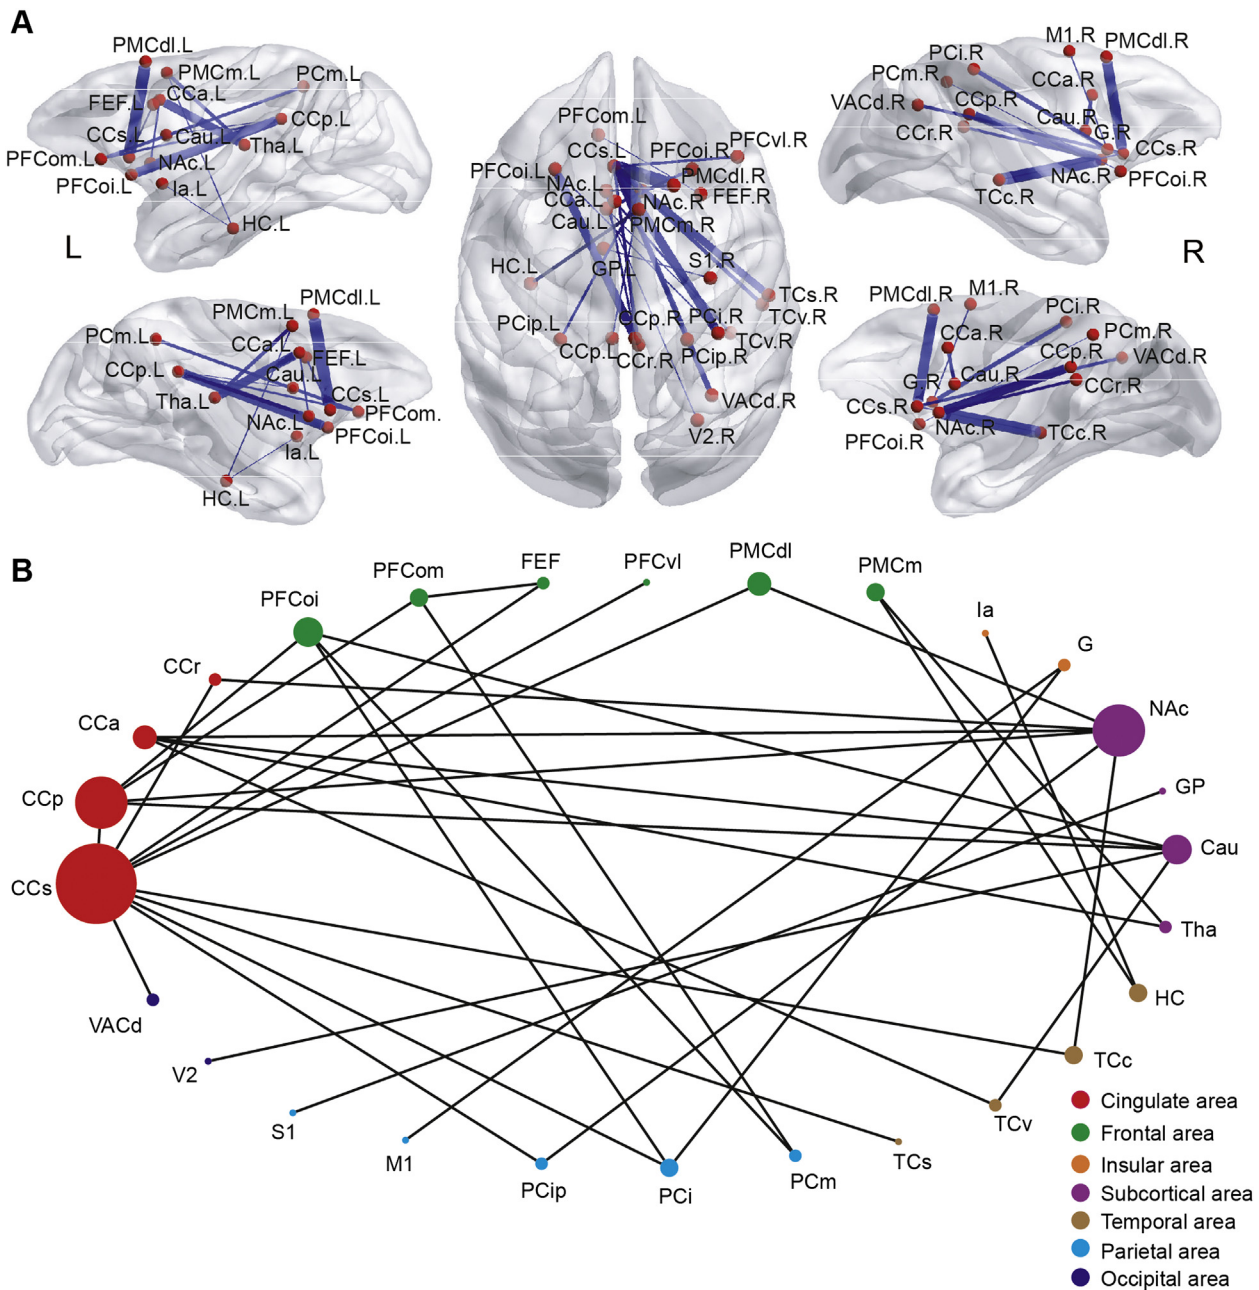 A
PMCdl.L
PMCm.L
PCm.L
FEF.L
CCa.L
CCp.L
CCs.L
Cau.L
Tha.L
PFCom.L
NAc.L
PFCoi.L
Ia.L
HC.L
L
PMCdl.L
PMCm.L
PCm.L
CCa.L
FEF.L
CCp.L
Cau.L
Tha.L
CCs.L
PFCom.
NAc.L
PFCoi.L
Ia.L
HC.L
PFCom.L
CCs.L
PFCoi.R
PFCvl.R
PFCoi.L
NAc.L
PMCdl.R
CCa.L
NAc.R
FEF.R
Cau.L
PMCm.R
HC.L
GP.L
S1.R
TCs.R
PCip.L
CCp.R
PCi.R
TCv.R
CCp.L
CCr.R
PCip.R
TCv.R
VACd.R
V2.R
M1.R
PMCdl.R
PCi.R
PCm.R
CCa.R
VACd.R
CCp.R
Cau.R
CCr.R
G.R
CCs.R
NAc.R
TCc.R
PFCoi.R
R
PMCdl.R
M1.R
PCi.R
CCa.R
PCm.R
CCp.R
VACd.R
G.R
Cau.R
CCr.R
CCs.R
PFCoi.R
NAc.R
TCc.R
B
PFCoi
PFCom
FEF
PFCvl
PMCdl
PMCm
Ia
G
CCr
NAc
CCa
GP
CCp
Cau
CCs
Tha
VACd
HC
V2
TCc
S1
TCv
M1
TCs
PCip
PCi
PCm
Cingulate area
Frontal area
Insular area
Subcortical area
Temporal area
Parietal area
Occipital area